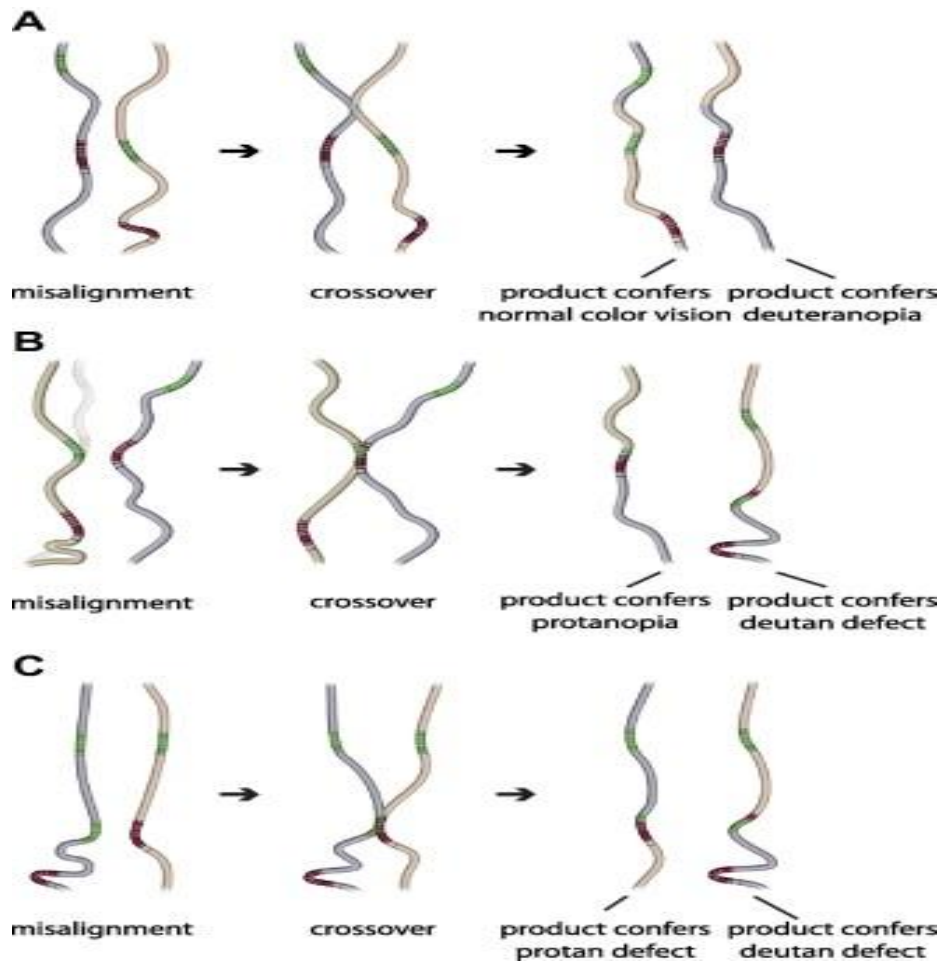 A
misalignment
crossover
product confers
normal color vision
product confers
deuteranopia
B
misalignment
crossover
product confers
protanopia
product confers
deutan defect
C
misalignment
crossover
product confers
protan defect
product confers
deutan defect